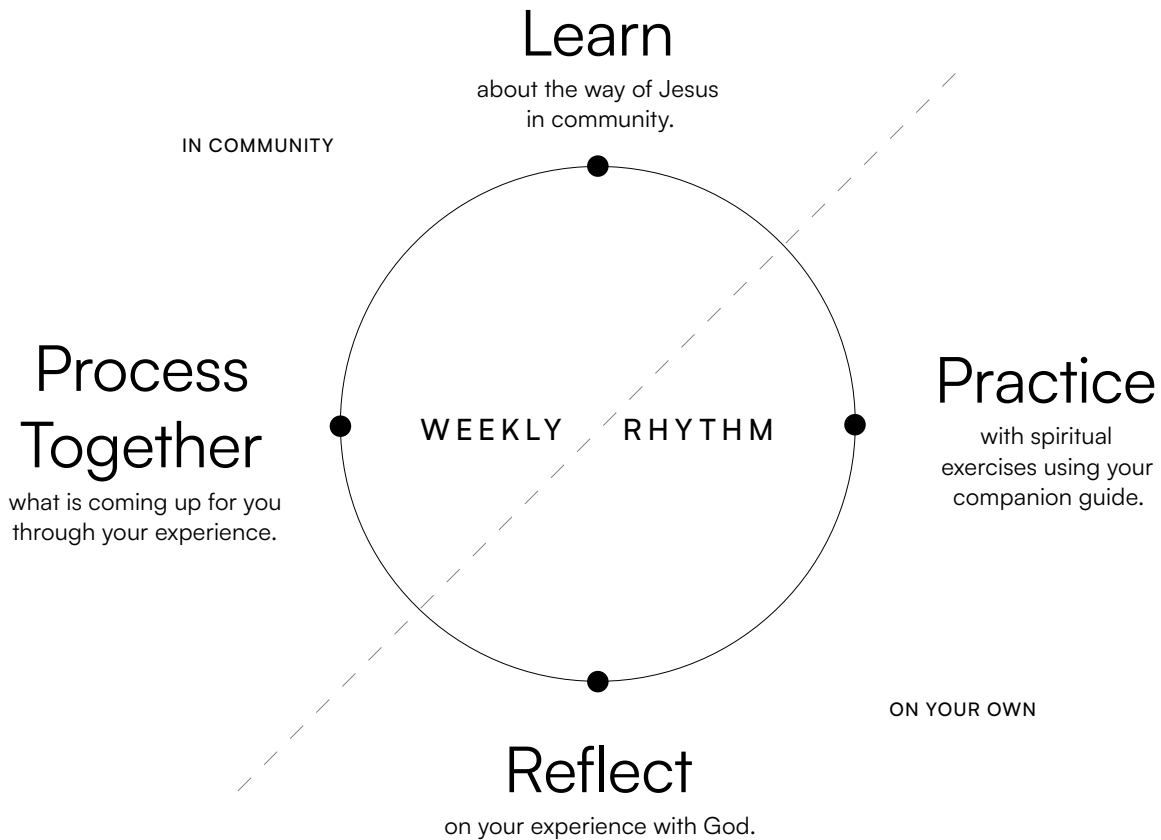 Learn
about the way of Jesus
in community.
IN COMMUNITY
Process
Together
what is coming up for you
through your experience.
WEEKLY RHYTHM
Practice
with spiritual
exercises using your
companion guide.
ON YOUR OWN
Reflect
on your experience with God.